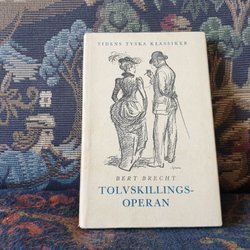 TIDENS TYSKA KLASSIKER
BERT BRECHT
TOLVSKILLINGS-
OPERAN